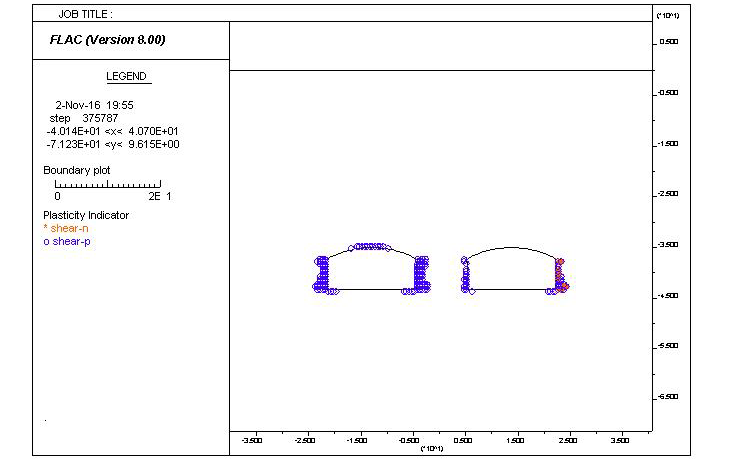 JOB TITLE :
FLAC (Version 8.00)
LEGEND
2-Nov-16 19:55
step 375787
-4.014E+01 <x< 4.070E+01
-7.123E+01 <y< 9.615E+00
Boundary plot
0 2E 1
Plasticity Indicator
* shear-n
o shear-p
(*10^1)
0.500
-0.500
-1.500
-2.500
-3.500
-4.500
-5.500
-6.500
-3.500 -2.500 -1.500 -0.500 0.500 1.500 2.500 3.500
(*10^1)